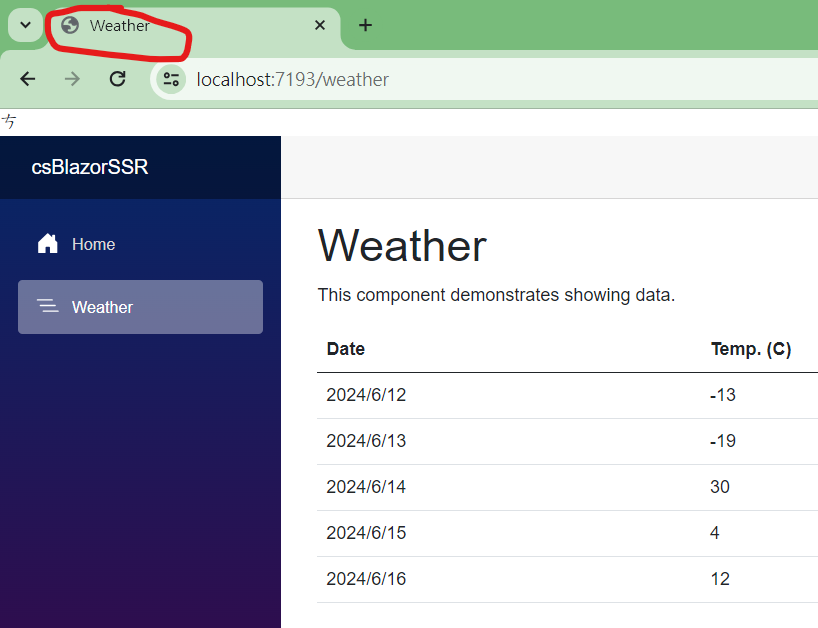 Weather
localhost:7193/weather
ㄘ
csBlazorSSR
Home
Weather
Weather
This component demonstrates showing data.
Date Temp. (C)
2024/6/12 -13
2024/6/13 -19
2024/6/14 30
2024/6/15 4
2024/6/16 12